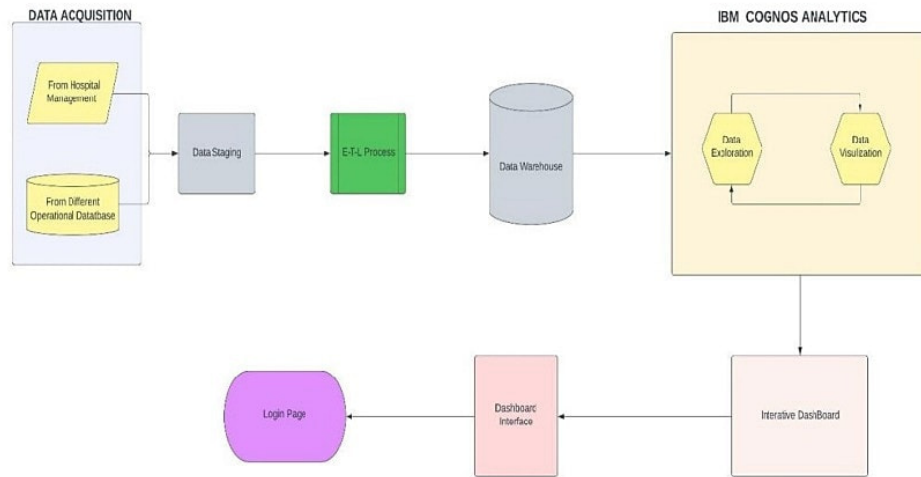 DATA ACQUISITION
IBM COGNOS ANALYTICS
From Hospital
Management
From Different
Operational Datatbase
Data Staging
E-T-L Process
Data Warehouse
Data
Exploration
Data
Visulization
Login Page
Dashboard
Interface
Interative DashBoard